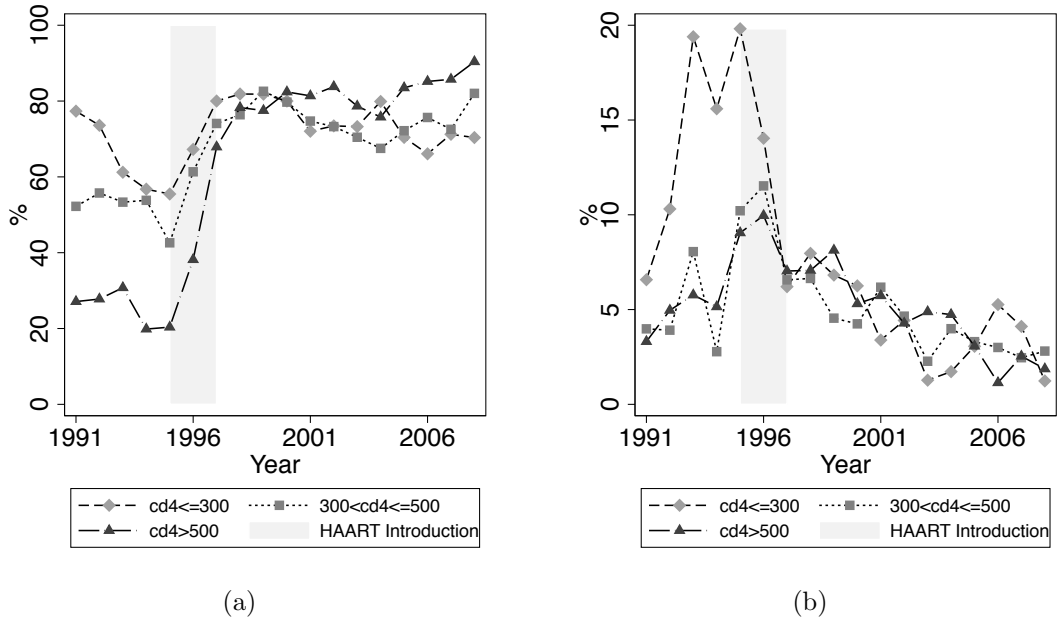 100
80
60
40
20
0
%
1991 1996 2001 2006
Year
cd4<=300 300<cd4<=500
cd4>500 HAART Introduction
(a)
20
15
10
5
0
%
1991 1996 2001 2006
Year
cd4<=300 300<cd4<=500
cd4>500 HAART Introduction
(b)